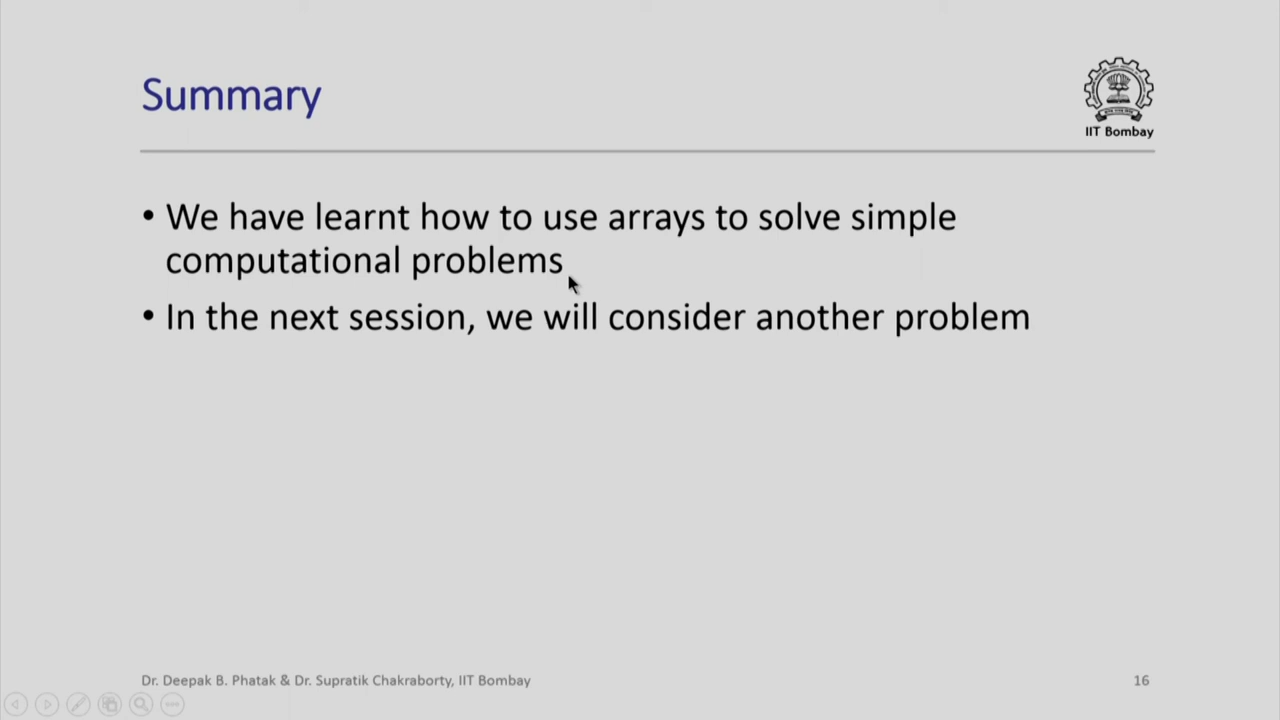 Summary
IIT Bombay
• We have learnt how to use arrays to solve simple
computational problems
• In the next session, we will consider another problem
Dr. Deepak B. Phatak & Dr. Supratik Chakraborty, IIT Bombay
16